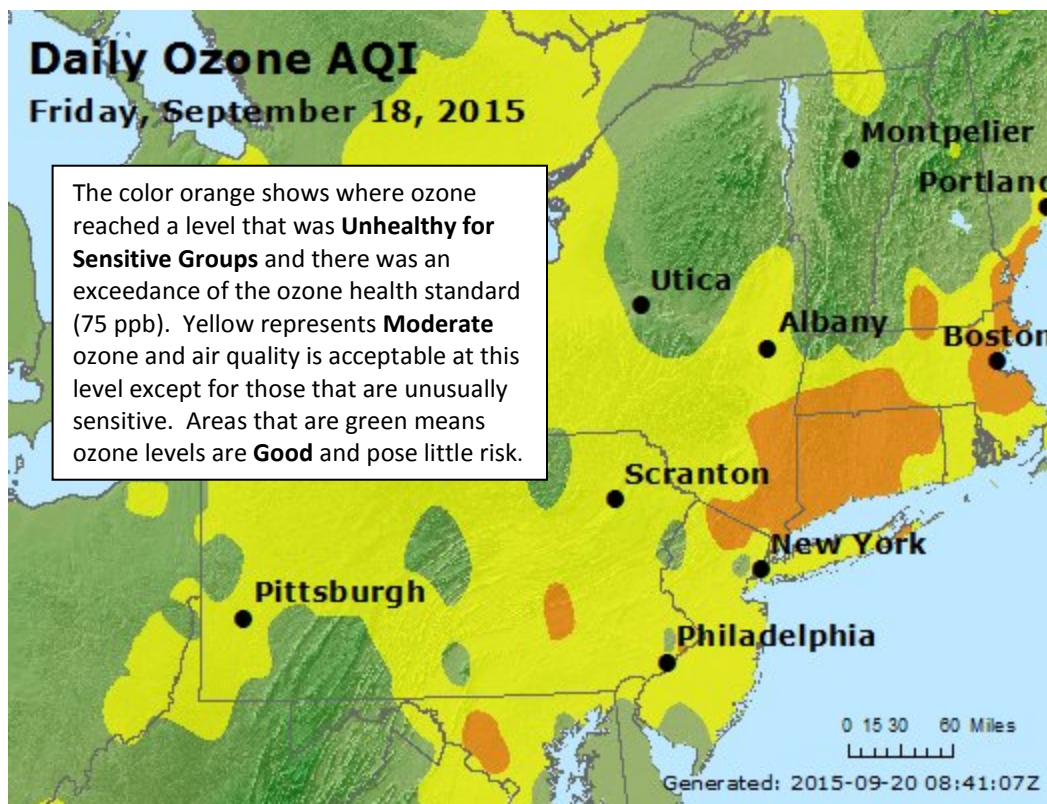 Daily Ozone AQI
Friday, September 18, 2015
The color orange shows where ozone
reached a level that was Unhealthy for
Sensitive Groups and there was an
exceedance of the ozone health standard
(75 ppb). Yellow represents Moderate
ozone and air quality is acceptable at this
level except for those that are unusually
sensitive. Areas that are green means
ozone levels are Good and pose little risk.
Montpelier
Portland
Utica
Albany
Boston
Scranton
New York
Pittsburgh
Philadelphia
0 15 30 60 Miles
Generated: 2015-09-20 08:41:07Z